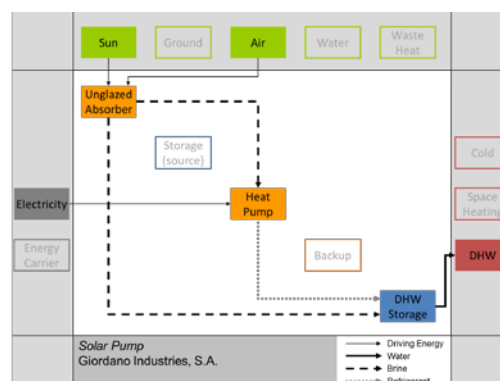 Sun
Ground
Air
Water
Waste
Heat
Unglazed
Absorber
Storage
(source)
Cold
Electricity
Heat
Pump
Space
Heating
Energy
Carrier
Backup
DHW
DHW
Storage
Solar Pump
Giordano Industries, S.A.
Driving Energy
Water
Brine
Refrigerant